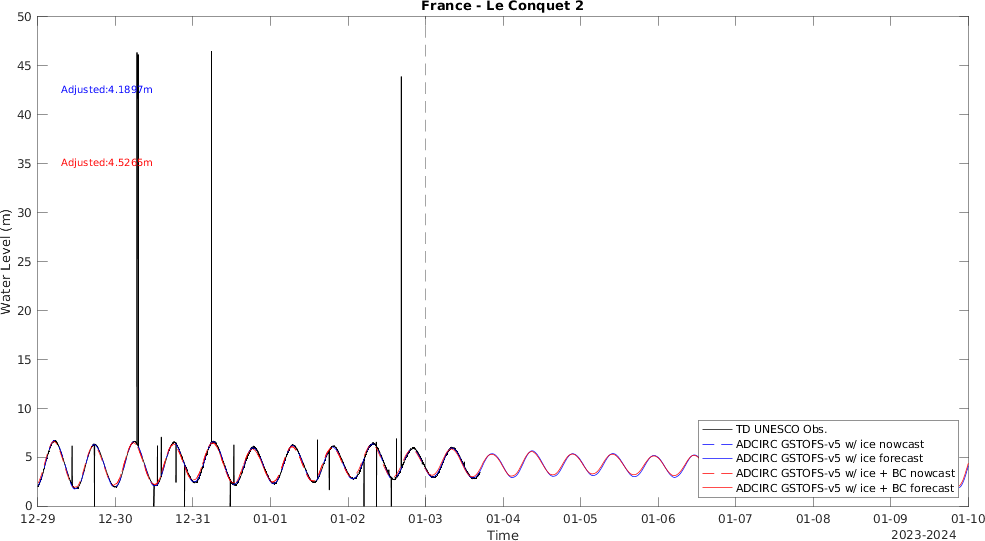 France - Le Conquet 2
50
45
40
35
30
25
20
15
10
5
0
Water Level (m)
Adjusted:4.1897m
Adjusted:4.5265m
TD UNESCO Obs.
ADCIRC GSTOFS-v5 w/ ice nowcast
ADCIRC GSTOFS-v5 w/ ice forecast
ADCIRC GSTOFS-v5 w/ ice + BC nowcast
ADCIRC GSTOFS-v5 w/ ice + BC forecast
12-29 12-30 12-31 01-01 01-02 01-03 01-04 01-05 01-06 01-07 01-08 01-09 01-10
Time
2023-2024